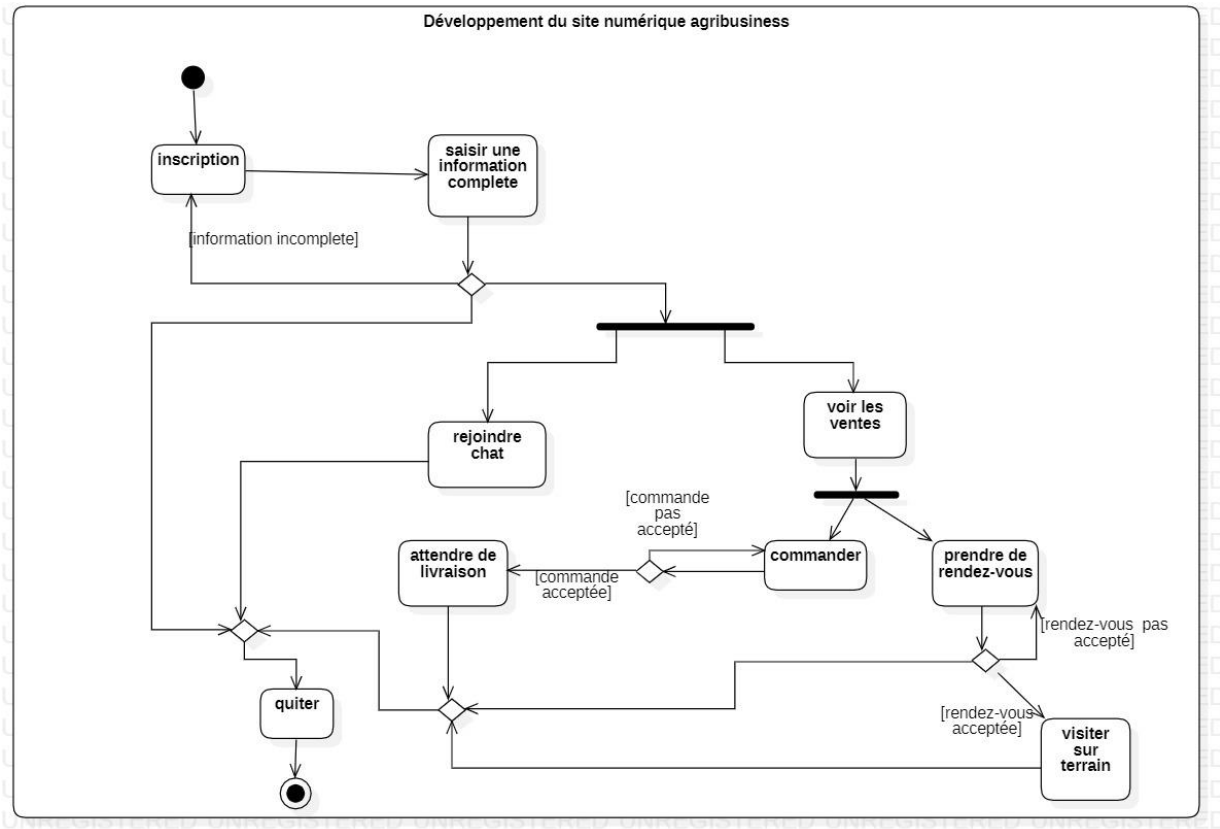 Développement du site numérique agribusiness
inscription
saisir une
information
complete
[information incomplete]
voir les
ventes
rejoindre
chat
[commande
pas
accepté]
attendre de
livraison
[commande
acceptée]
commander
prendre de
rendez-vous
[rendez-vous pas
accepté]
quiter
[rendez-vous
acceptée]
visiter
sur
terrain
UNREGISTERED UNREGISTERED UNREGISTERED UNREGISTERED UNREGISTERED UNREGISTERED